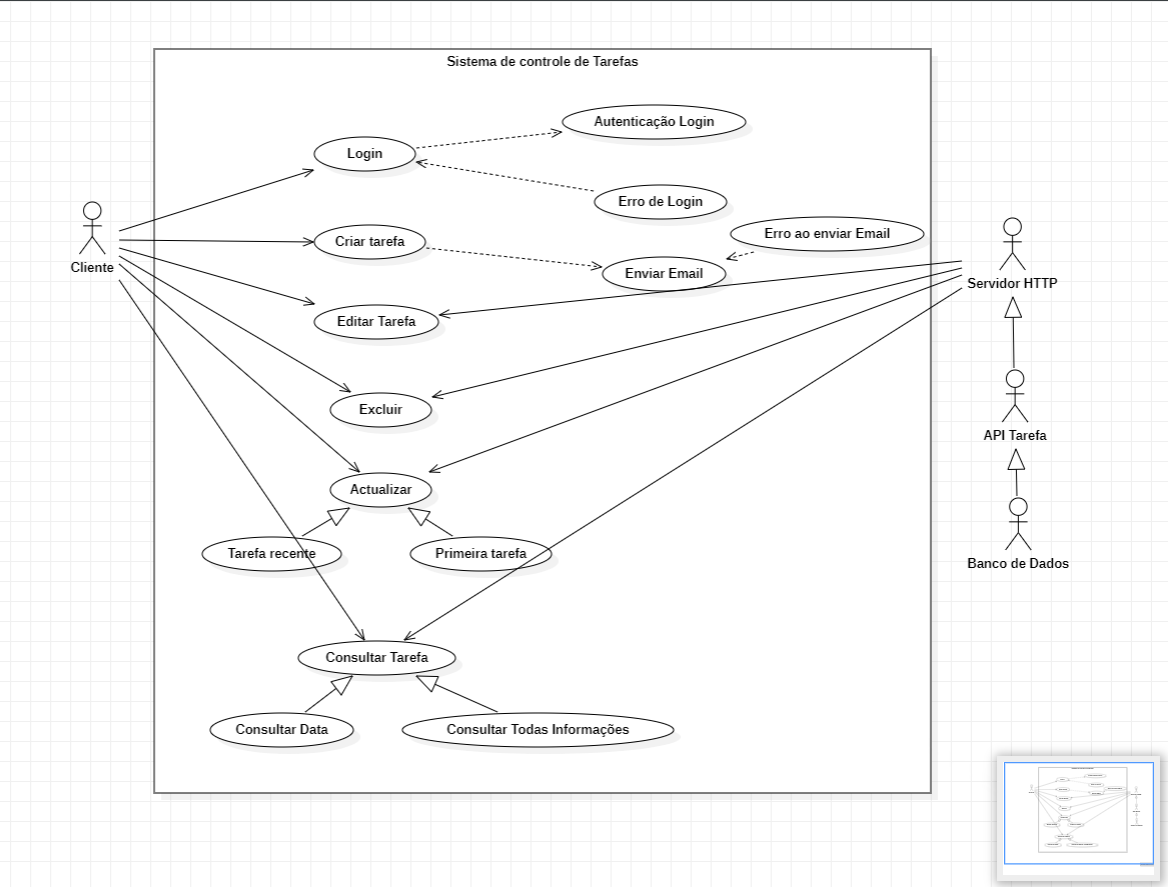 Sistema de controle de Tarefas
Autenticação Login
Login
Erro de Login
Criar tarefa
Erro ao enviar Email
Enviar Email
Cliente
Servidor HTTP
Editar Tarefa
Excluir
API Tarefa
Actualizar
Tarefa recente
Primeira tarefa
Banco de Dados
Consultar Tarefa
Consultar Data
Consultar Todas Informações